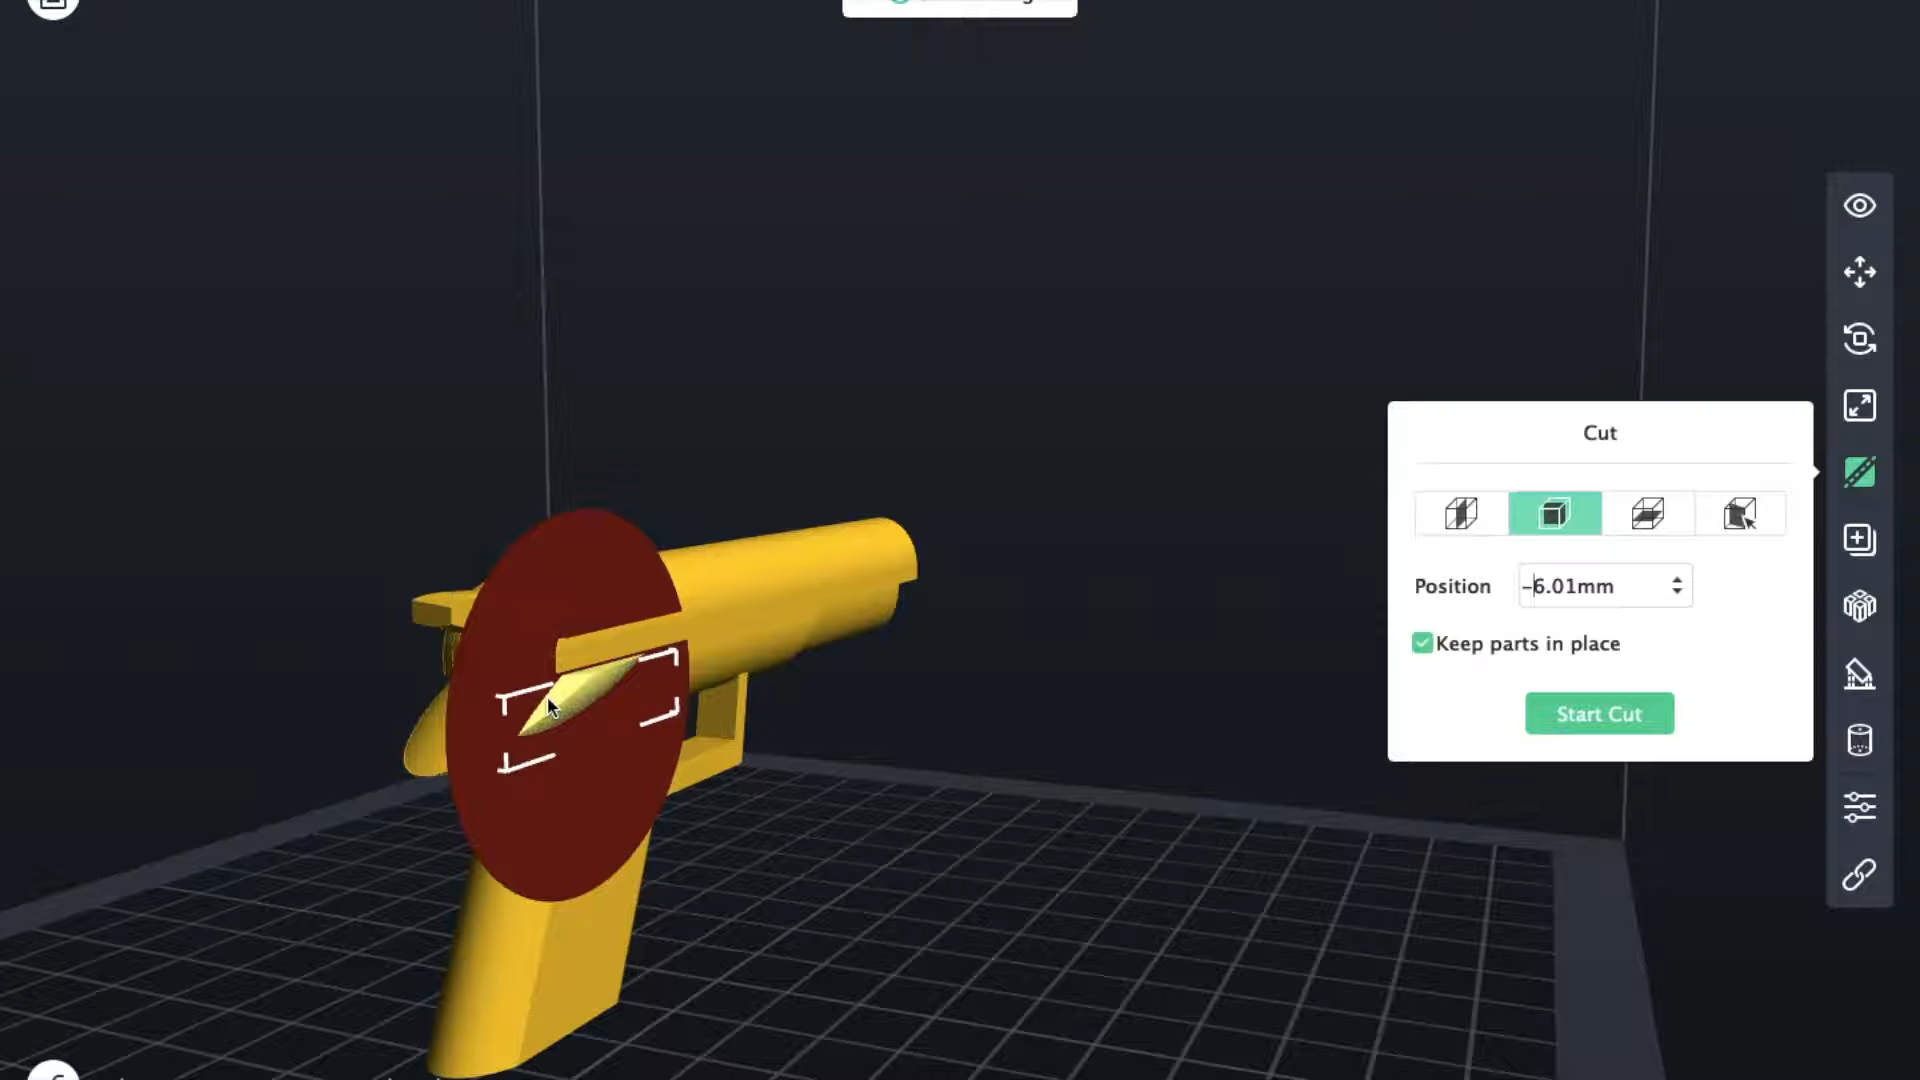 Cut
Position
-6.01mm
Keep parts in place
Start Cut